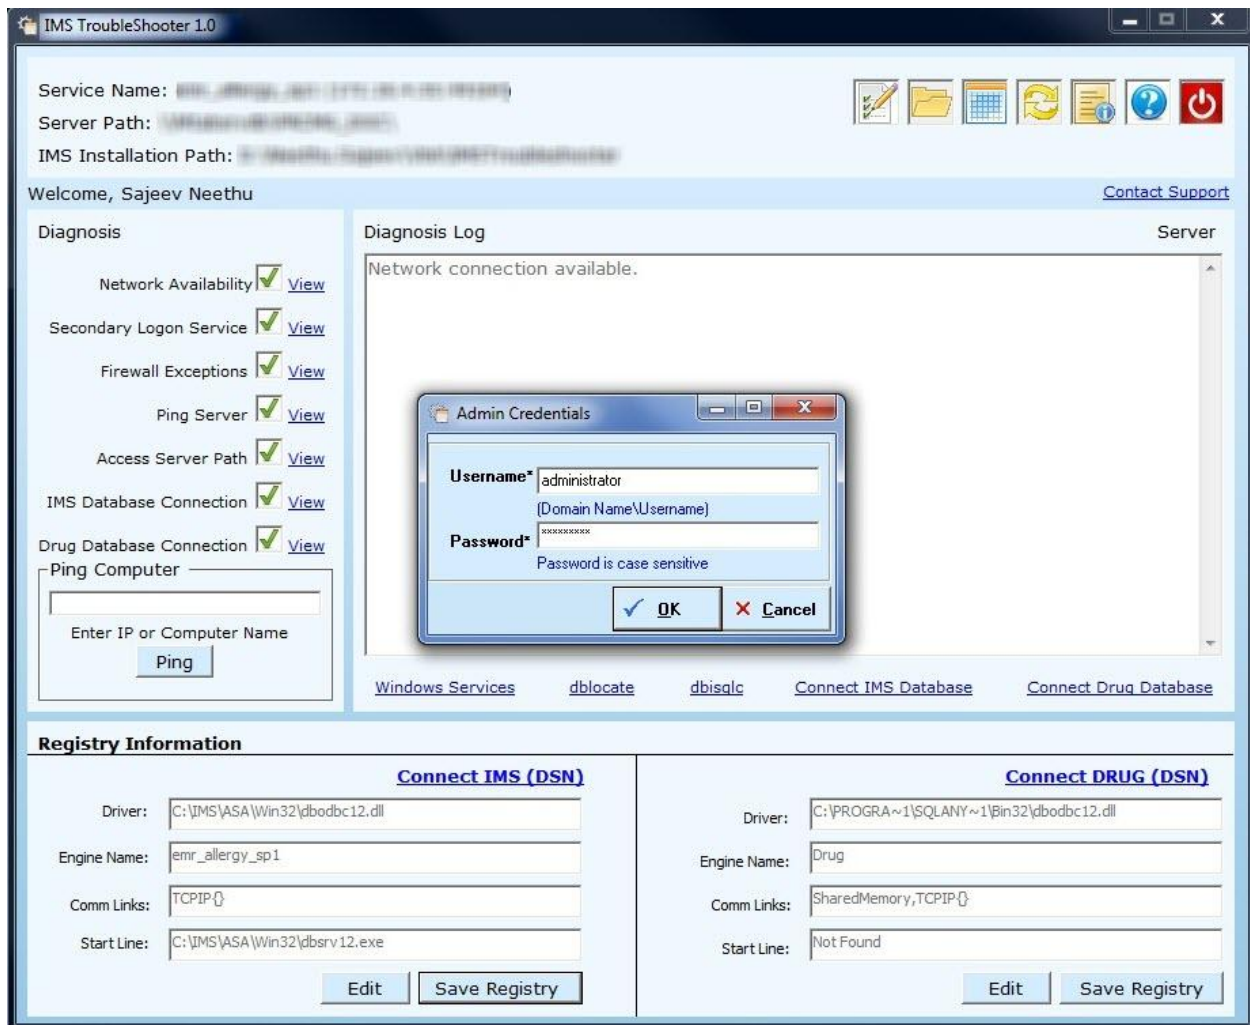 IMS TroubleShooter 1.0
Service Name:
Server Path:
IMS Installation Path:
Welcome, Sajeev Neethu
Contact Support
Diagnosis
Network Availability View
Secondary Logon Service View
Firewall Exceptions View
Ping Server View
Access Server Path View
IMS Database Connection View
Drug Database Connection View
Ping Computer
Enter IP or Computer Name
Ping
Diagnosis Log Server
Network connection available.
Admin Credentials
Username* administrator
(Domain Name\Username)
Password* *********
Password is case sensitive
OK Cancel
Windows Services dblocate dbisqlc Connect IMS Database Connect Drug Database
Registry Information
Connect IMS (DSN)
Driver: C:\IMS\ASA\Win32\dbodbc12.dll
Engine Name: emr_allergy_sp1
Comm Links: TCPIP{}
Start Line: C:\IMS\ASA\Win32\dbsrv12.exe
Edit Save Registry
Connect DRUG (DSN)
Driver: C:\PROGRA~1\SQLANY~1\Bin32\dbodbc12.dll
Engine Name: Drug
Comm Links: SharedMemory,TCPIP{}
Start Line: Not Found
Edit Save Registry